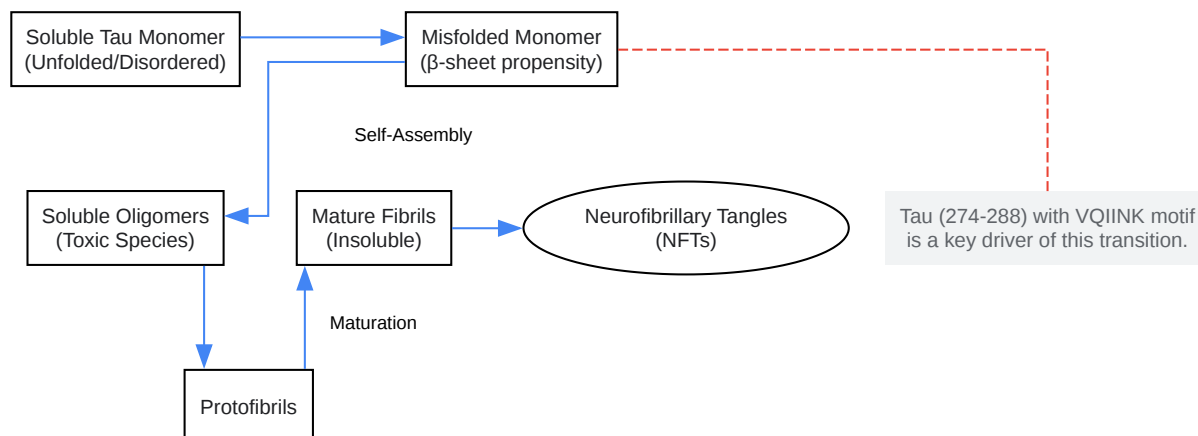 Soluble Tau Monomer
(Unfolded/Disordered)
Misfolded Monomer
(β-sheet propensity)
Self-Assembly
Soluble Oligomers
(Toxic Species)
Mature Fibrils
(Insoluble)
Neurofibrillary Tangles
(NFTs)
Tau (274-288) with VQIINK motif
is a key driver of this transition.
Maturation
Protofibrils